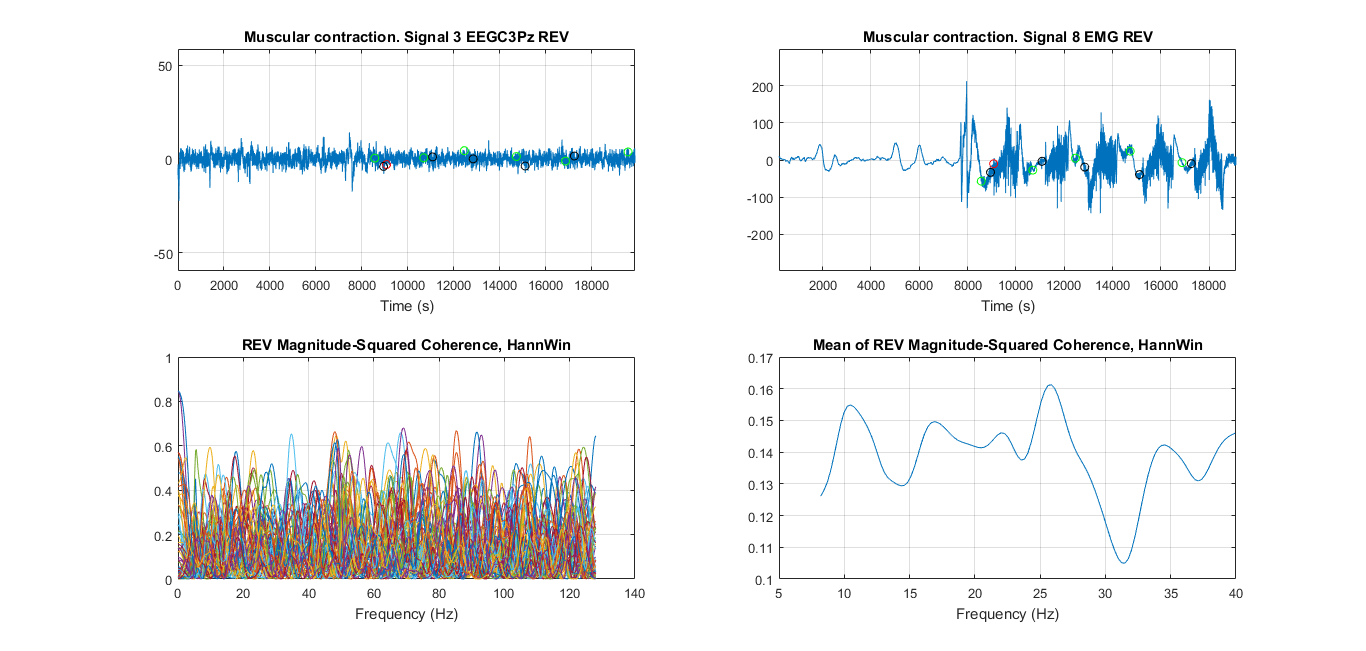 Muscular contraction. Signal 3 EEGC3Pz REV
50
0
-50
0 2000 4000 6000 8000 10000 12000 14000 16000 18000
Time (s)
Muscular contraction. Signal 8 EMG REV
200
100
0
-100
-200
2000 4000 6000 8000 10000 12000 14000 16000 18000
Time (s)
REV Magnitude-Squared Coherence, HannWin
1
0.8
0.6
0.4
0.2
0
0 20 40 60 80 100 120 140
Frequency (Hz)
Mean of REV Magnitude-Squared Coherence, HannWin
0.17
0.16
0.15
0.14
0.13
0.12
0.11
0.1
5 10 15 20 25 30 35 40
Frequency (Hz)